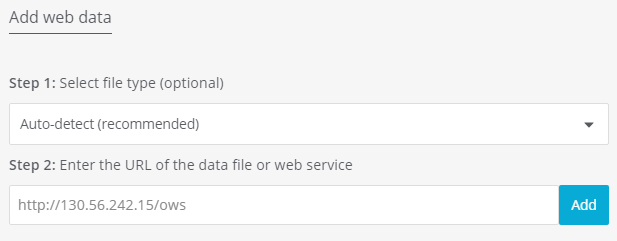 Add web data
Step 1: Select file type (optional)
Auto-detect (recommended)
Step 2: Enter the URL of the data file or web service
http://130.56.242.15/ows
Add